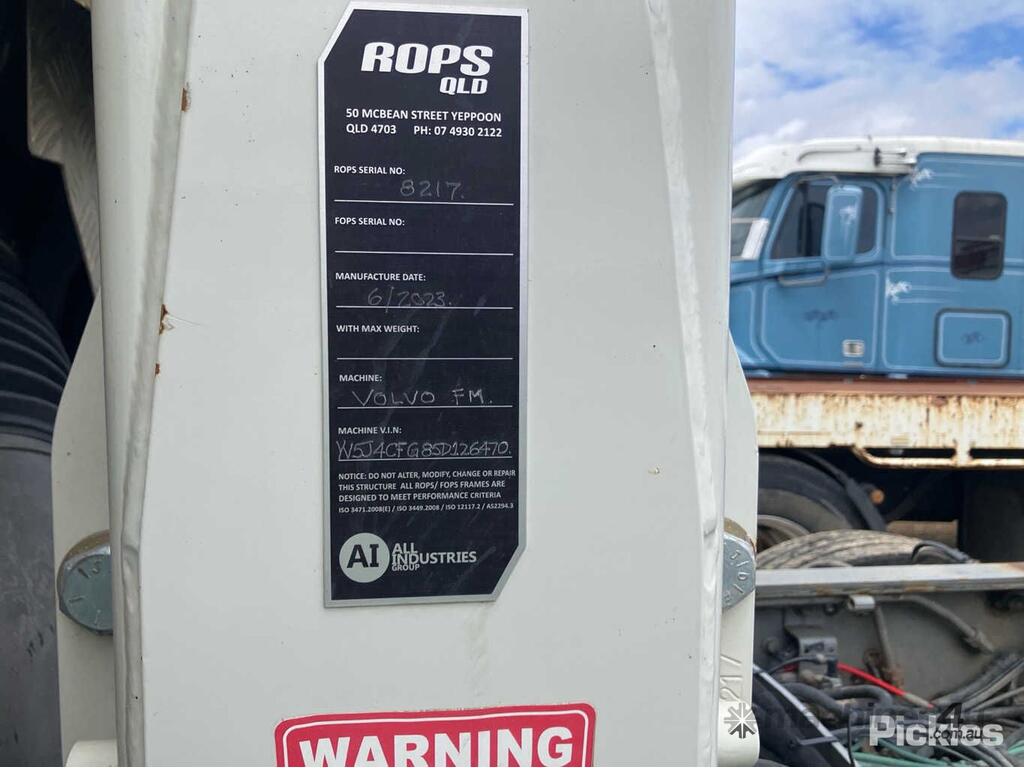 ROPS
QLD
50 MCBEAN STREET YEPPOON
QLD 4703 PH: 07 4930 2122
ROPS SERIAL NO:
8217.
FOPS SERIAL NO:
MANUFACTURE DATE:
6/2023.
WITH MAX WEIGHT:
MACHINE:
VOLVO FM.
MACHINE V.I.N:
YV5J4CFG85D126470.
NOTICE: DO NOT ALTER, MODIFY, CHANGE OR REPAIR
THIS STRUCTURE ALL ROPS/ FOPS FRAMES ARE
DESIGNED TO MEET PERFORMANCE CRITERIA
ISO 3471.2008(E) / ISO 3449.2008 / ISO 12117.2 / AS2294.3
AI ALL
INDUSTRIES
GROUP
WARNING
Pickles